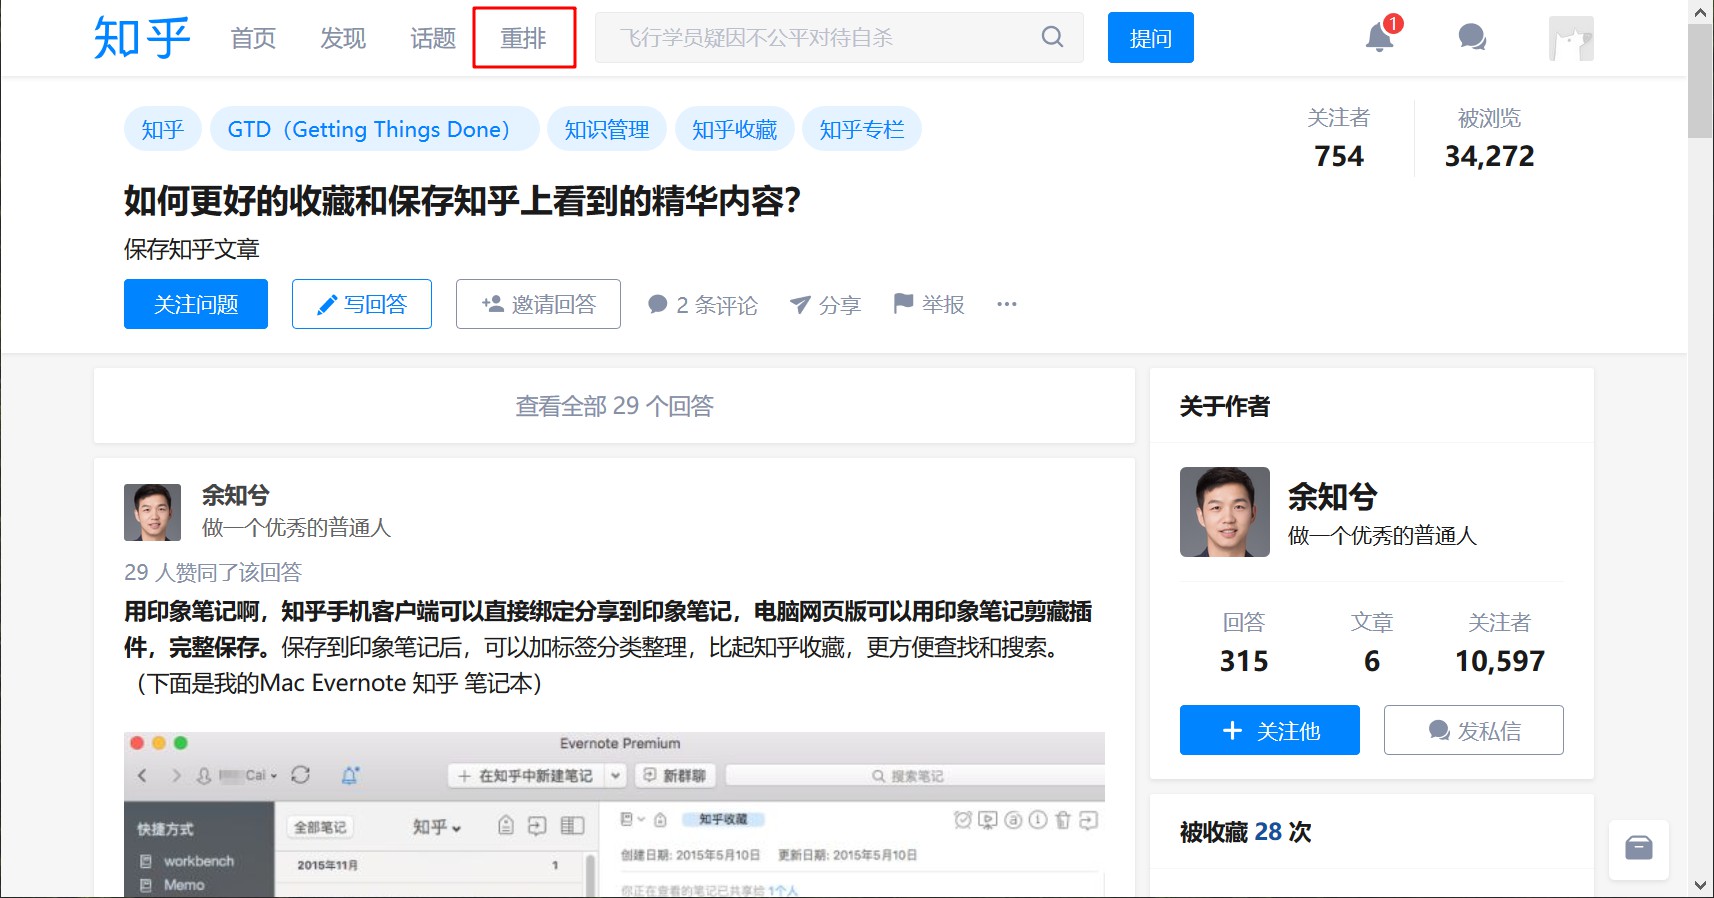 知乎 首页 发现 话题 重排 飞行学员疑因不公平对待自杀 提问 1
知乎 GTD（Getting Things Done） 知识管理 知乎收藏 知乎专栏
关注者 被浏览
754 34,272
如何更好的收藏和保存知乎上看到的精华内容？
保存知乎文章
关注问题 写回答 邀请回答 2 条评论 分享 举报 ···
查看全部 29 个回答
余知兮
做一个优秀的普通人
29 人赞同了该回答
用印象笔记啊，知乎手机客户端可以直接绑定分享到印象笔记，电脑网页版可以用印象笔记剪藏插
件，完整保存。保存到印象笔记后，可以加标签分类整理，比起知乎收藏，更方便查找和搜索。
（下面是我的Mac Evernote 知乎 笔记本）
Evernote Premium
Cai 在知乎中新建笔记 新群聊 搜索笔记
快捷方式 全部笔记 知乎 知乎收藏
workbench 2015年11月 1 创建日期: 2015年5月10日 更新日期: 2015年5月10日
Memo 你正在查看的笔记已共享给 1个人
关于作者
余知兮
做一个优秀的普通人
回答 文章 关注者
315 6 10,597
关注他 发私信
被收藏 28 次